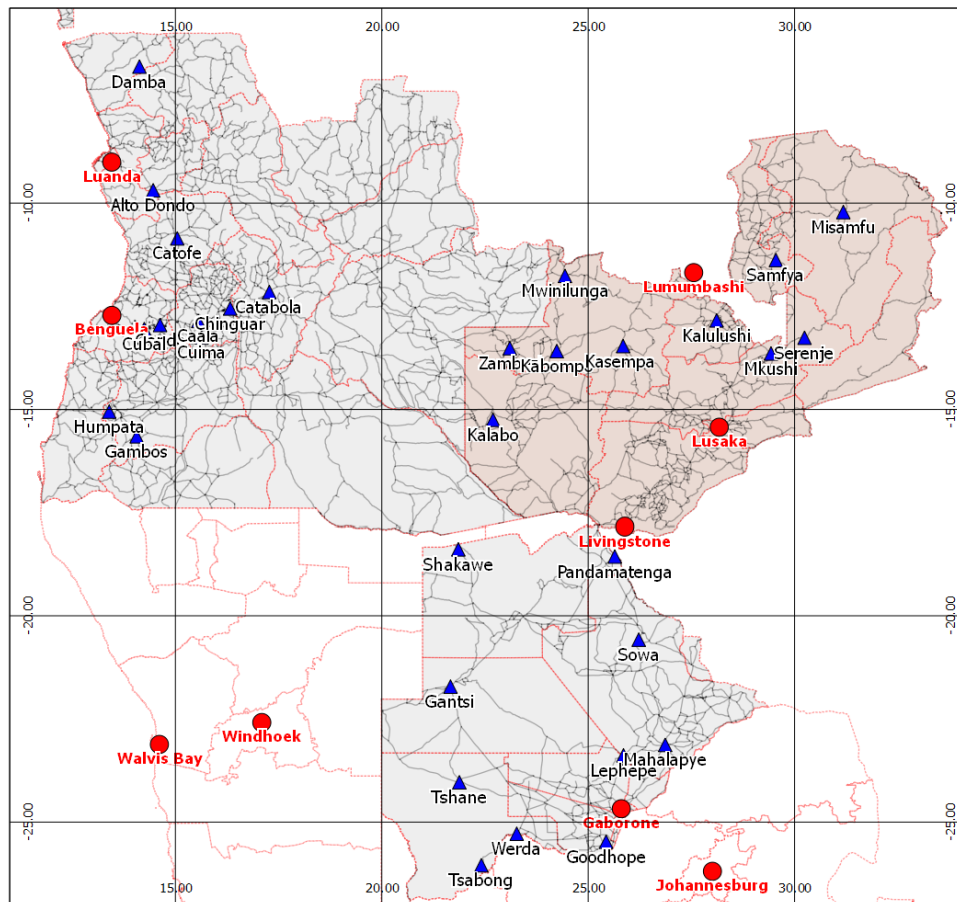 15.00 20.00 25.00 30.00
Damba
Luanda
-10.00 -10.00
Alto Dondo
Misamfu
Catofe
Samfya
Mwinilunga
Lumumbashi
Catabola
Chinguar
Benguela
Cubal
Caala
Kalulushi
Cuima
Serenje
Kasempa
Kabompo
Mkushi
-15.00 -15.00
Humpata
Kalabo
Lusaka
Gambos
Livingstone
Shakawe
Pandamatenga
-20.00 -20.00
Sowa
Gantsi
Windhoek
Walvis Bay
Mahalapye
Lephepe
Tshane
-25.00 -25.00
Gaborone
Werda
Goodhope
Tsabong
Johannesburg
15.00 20.00 25.00 30.00